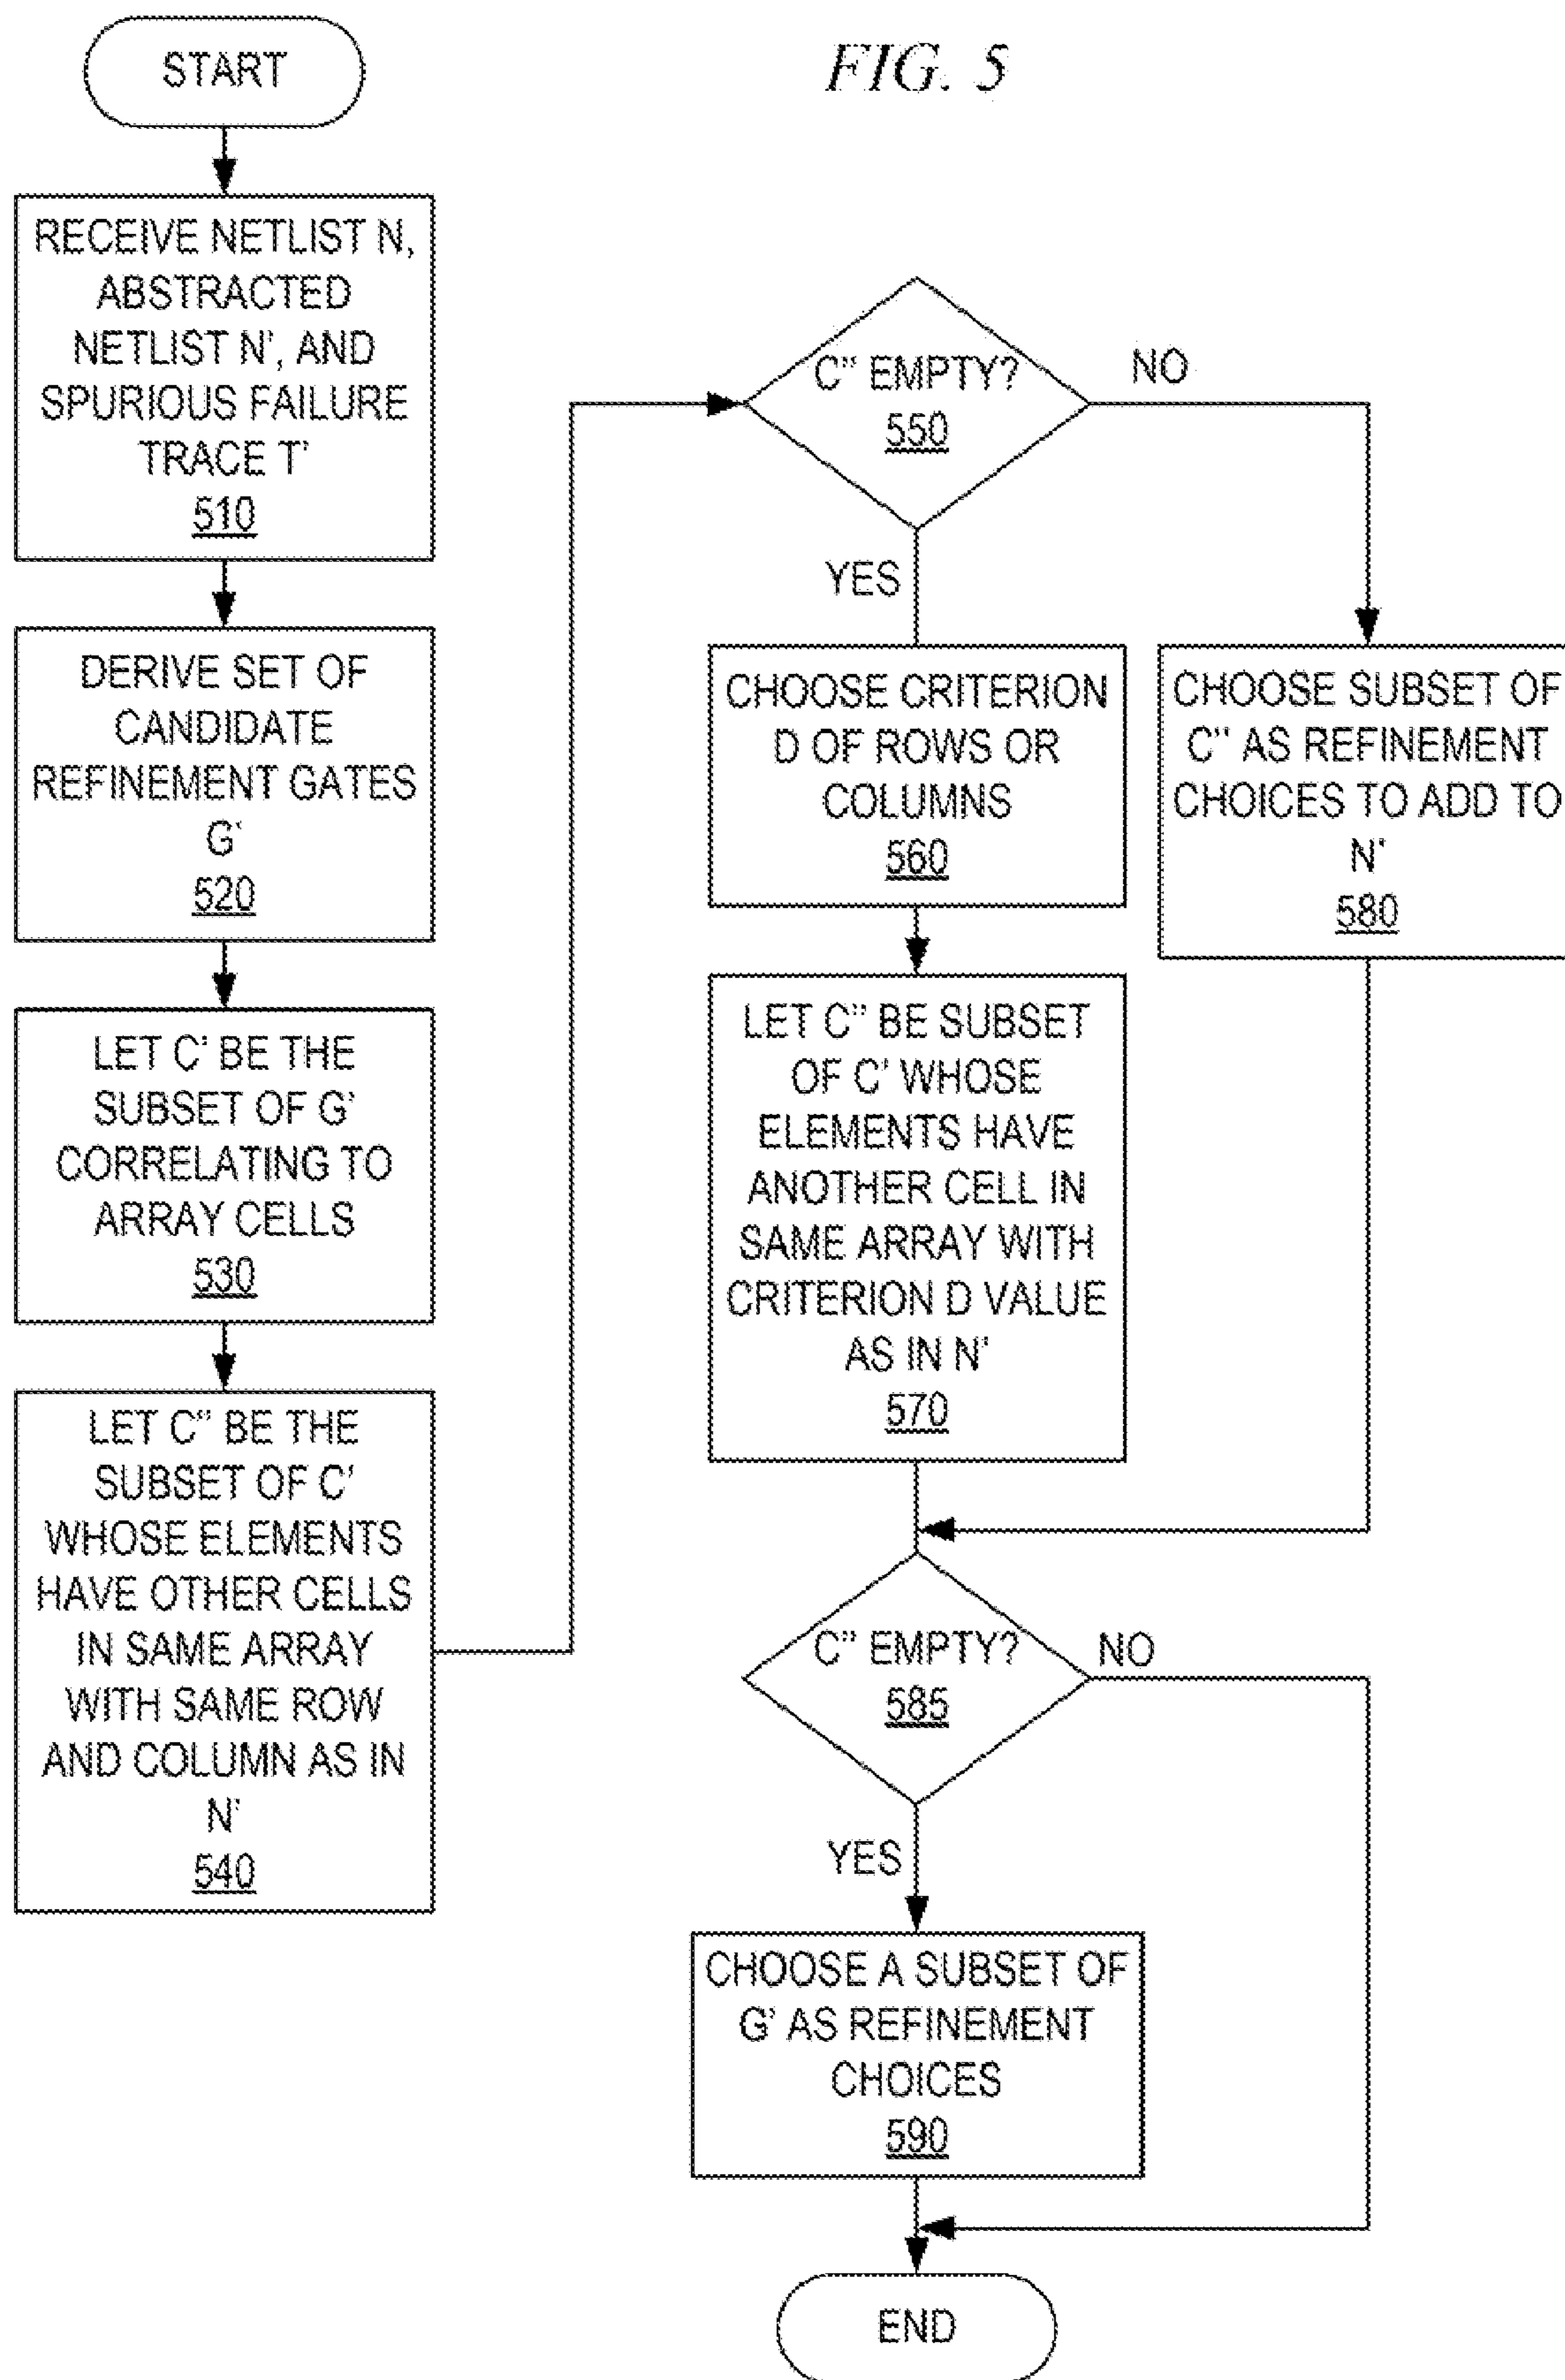 START
FIG. 5
RECEIVE NETLIST N,
ABSTRACTED
NETLIST N', AND
SPURIOUS FAILURE
TRACE T'
510
DERIVE SET OF
CANDIDATE
REFINEMENT GATES
G'
520
LET C' BE THE
SUBSET OF G'
CORRELATING TO
ARRAY CELLS
530
LET C" BE THE
SUBSET OF C'
WHOSE ELEMENTS
HAVE OTHER CELLS
IN SAME ARRAY
WITH SAME ROW
AND COLUMN AS IN
N'
540
C" EMPTY?
550
NO
YES
CHOOSE CRITERION
D OF ROWS OR
COLUMNS
560
CHOOSE SUBSET OF
C" AS REFINEMENT
CHOICES TO ADD TO
N'
580
LET C" BE SUBSET
OF C' WHOSE
ELEMENTS HAVE
ANOTHER CELL IN
SAME ARRAY WITH
CRITERION D VALUE
AS IN N'
570
C" EMPTY?
585
NO
YES
CHOOSE A SUBSET OF
G' AS REFINEMENT
CHOICES
590
END